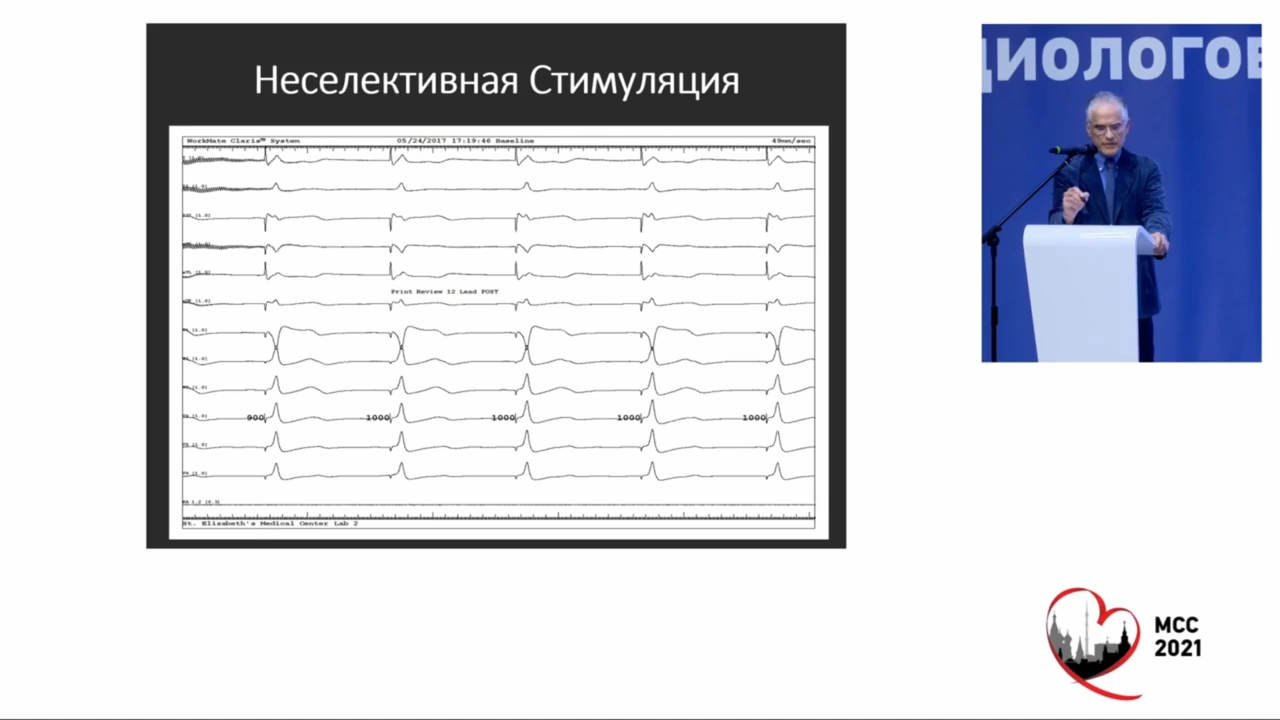 Неселективная Стимуляция
WorkMate Claris™ System 05/24/2017 17:19:46 Baseline 49mm/sec
Print Review 12 Lead POST
900 1000 1000 1000 1000
St. Elizabeth's Medical Center Lab 2
ДИОЛОГОВ
МСС
2021